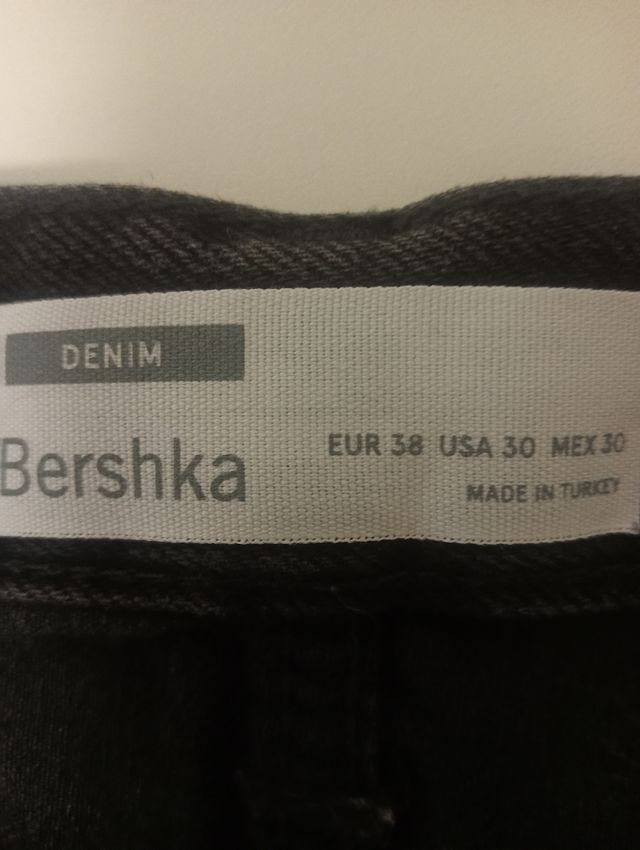 DENIM
Bershka
EUR 38 USA 30 MEX 30
MADE IN TURKEY